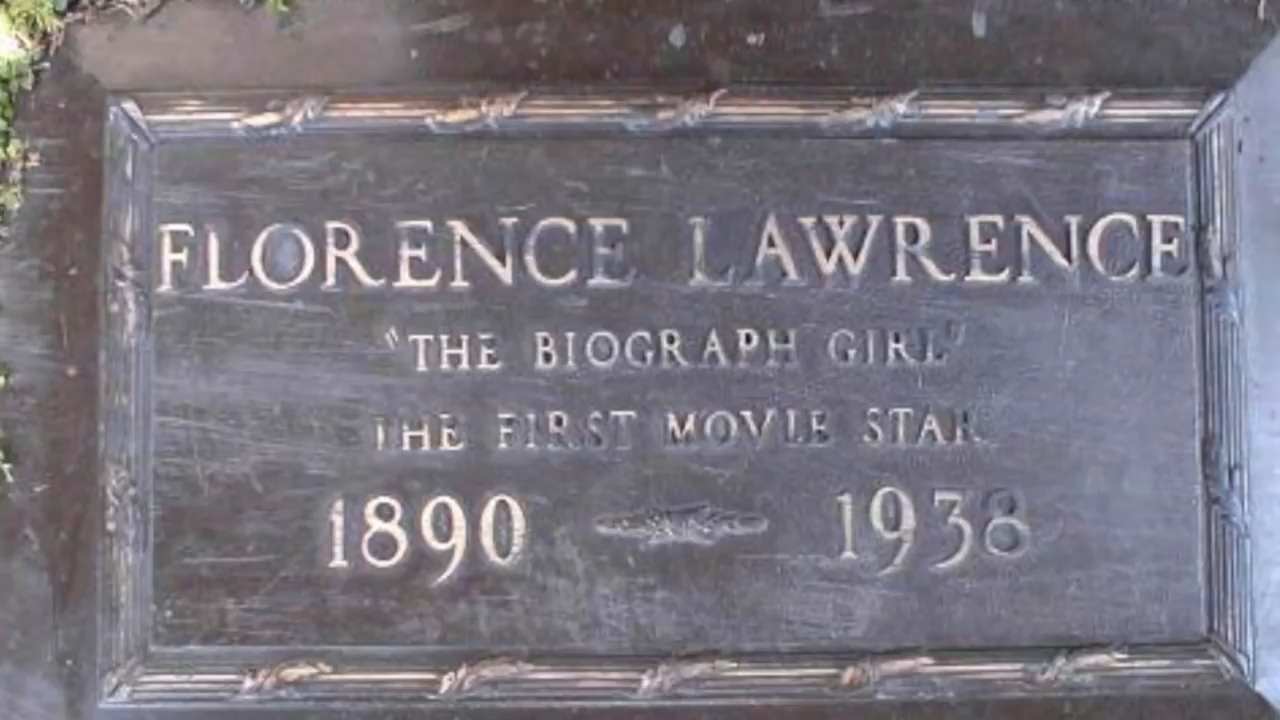 FLORENCE LAWRENCE
"THE BIOGRAPH GIRL"
THE FIRST MOVIE STAR
1890 1938